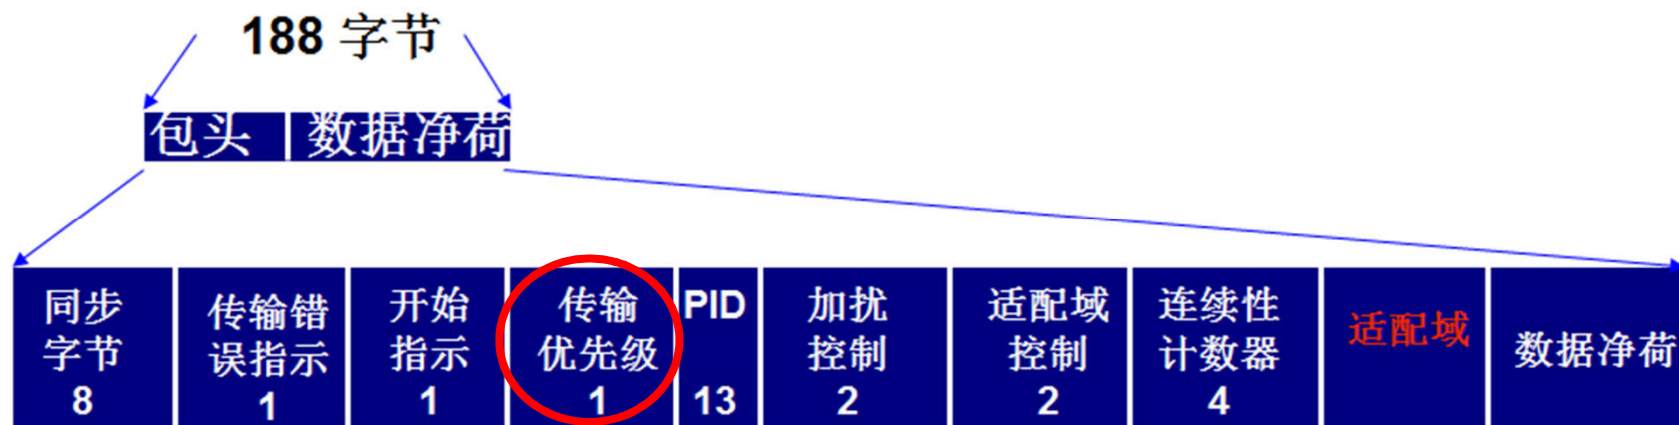 188 字节
包头 数据净荷
同步
字节
8
传输错
误指示
1
开始
指示
1
传输
优先级
1
PID
13
加扰
控制
2
适配域
控制
2
连续性
计数器
4
适配域
数据净荷